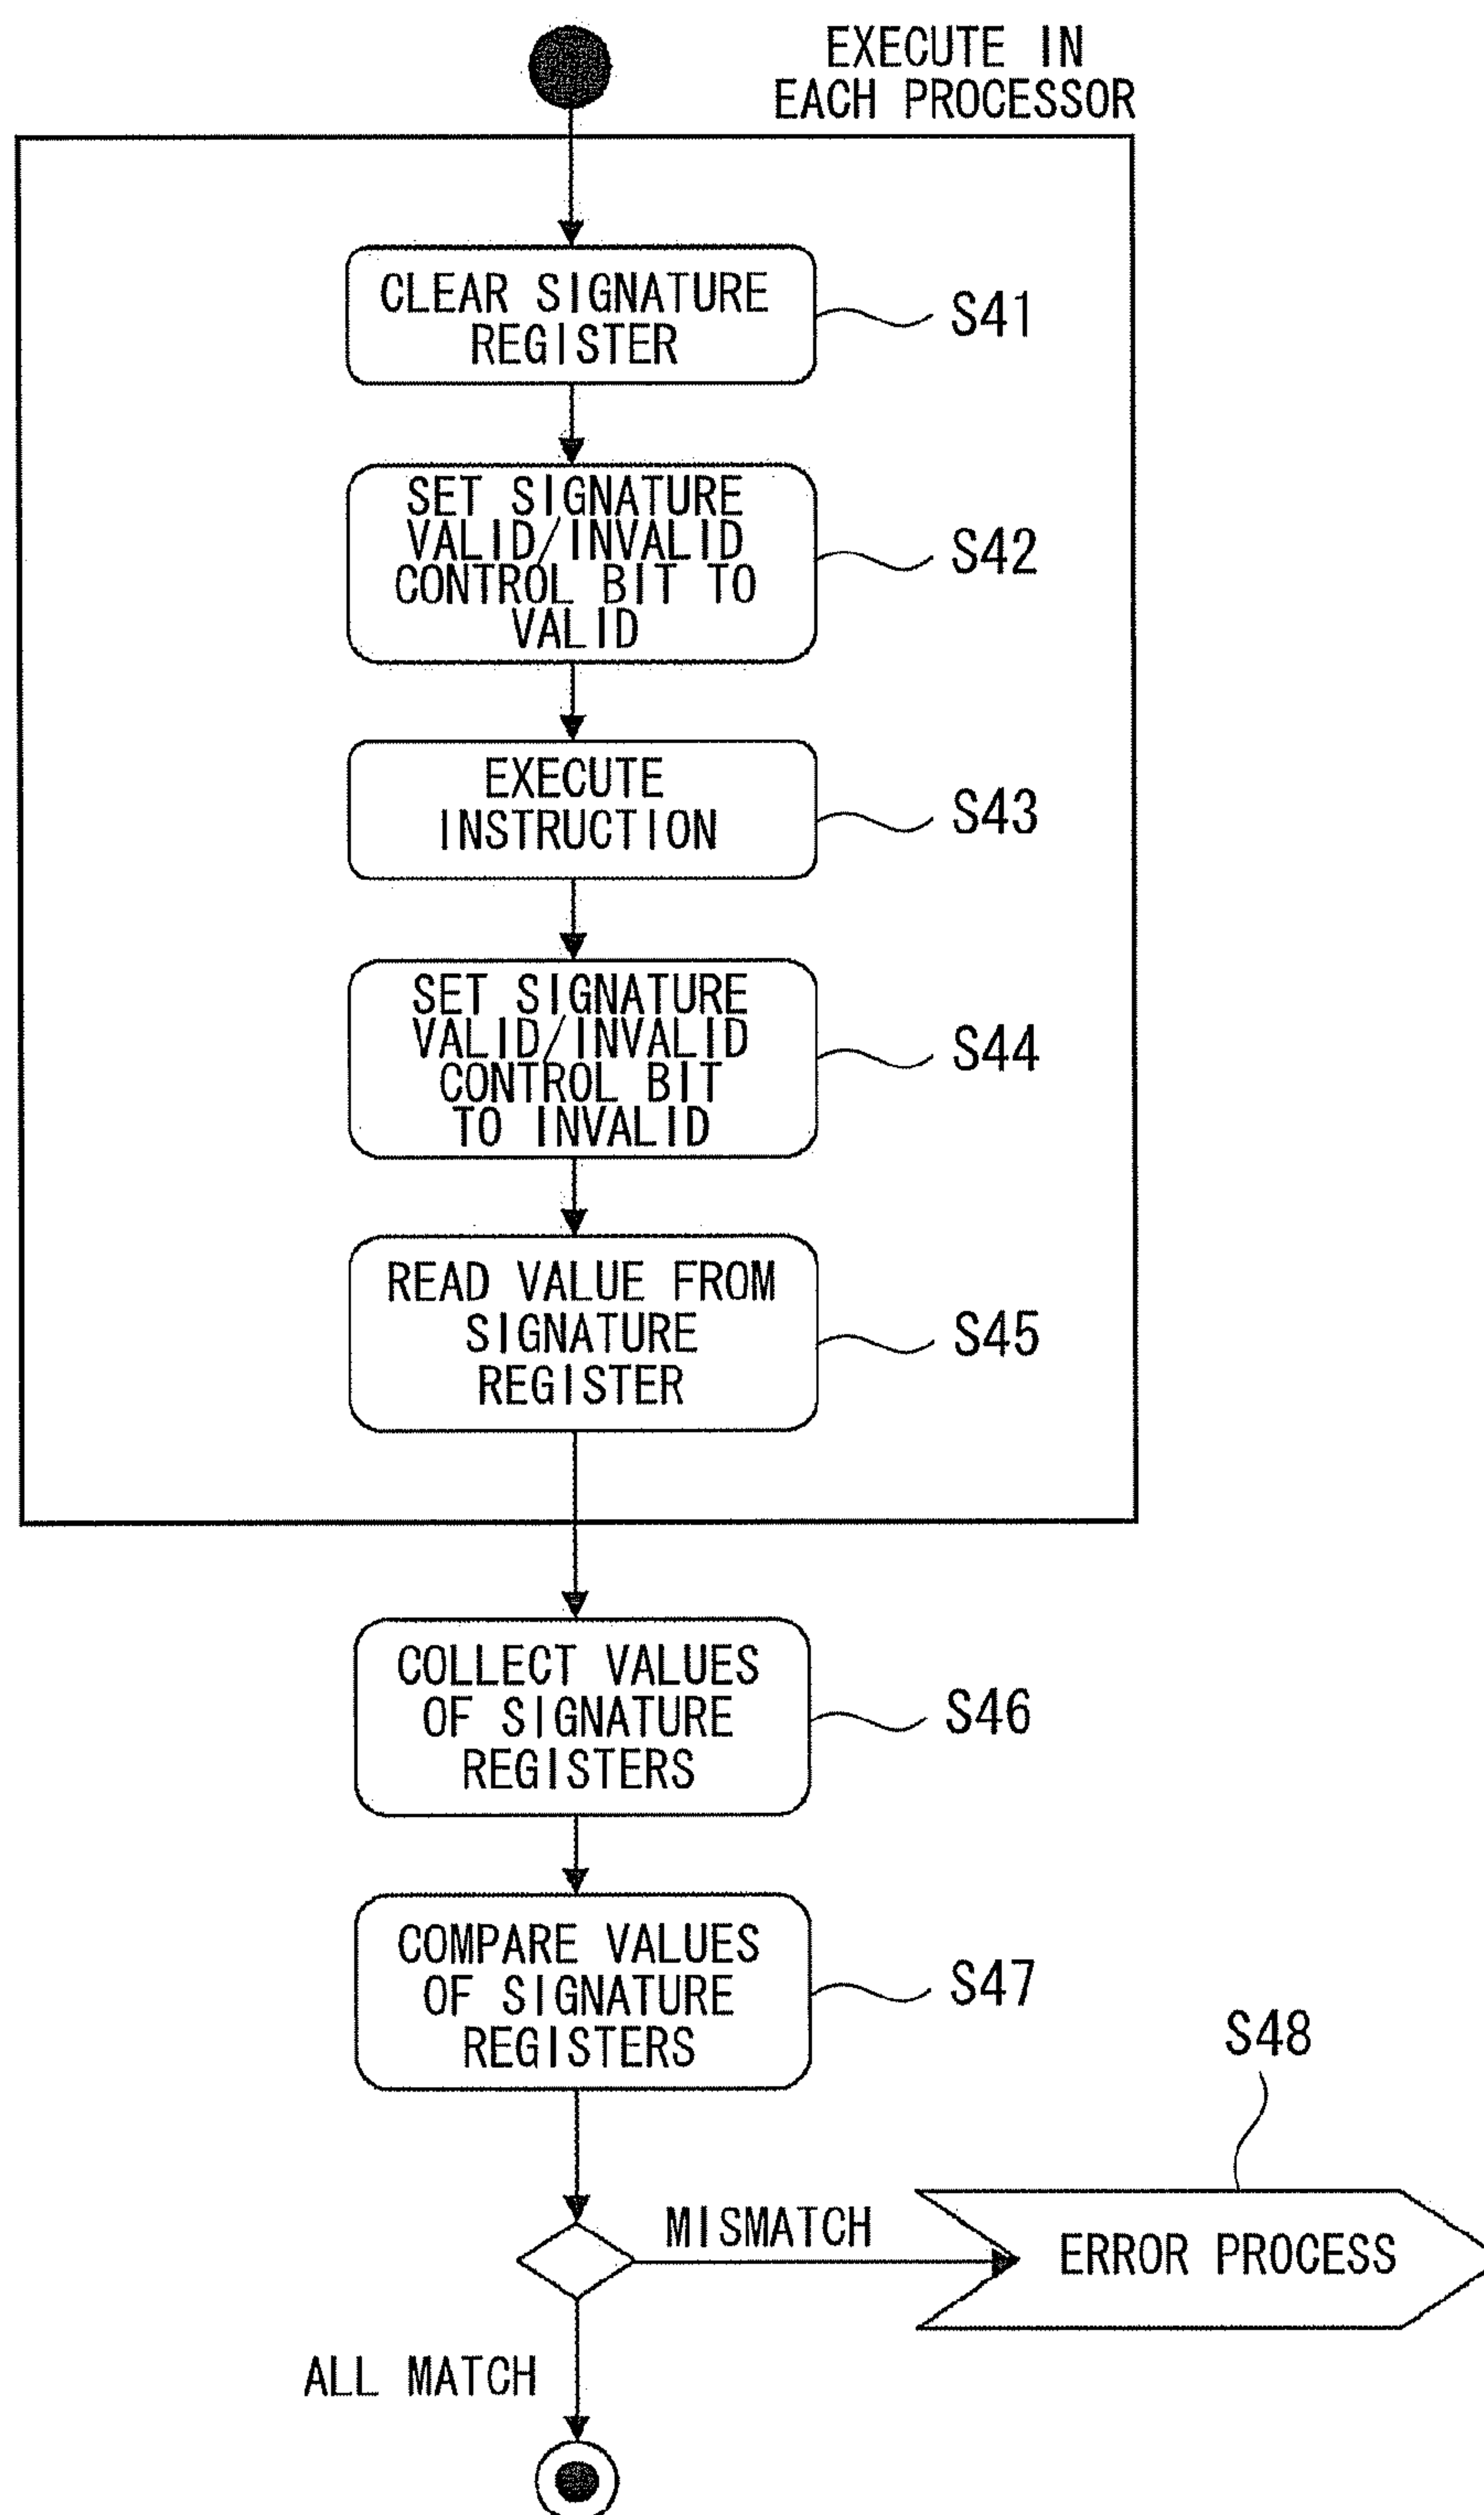 EXECUTE IN
EACH PROCESSOR
CLEAR SIGNATURE
REGISTER
S41
SET SIGNATURE
VALID/INVALID
CONTROL BIT TO
VALID
S42
EXECUTE
INSTRUCTION
S43
SET SIGNATURE
VALID/INVALID
CONTROL BIT
TO INVALID
S44
READ VALUE FROM
SIGNATURE
REGISTER
S45
COLLECT VALUES
OF SIGNATURE
REGISTERS
S46
COMPARE VALUES
OF SIGNATURE
REGISTERS
S47
S48
MISMATCH
ERROR PROCESS
ALL MATCH